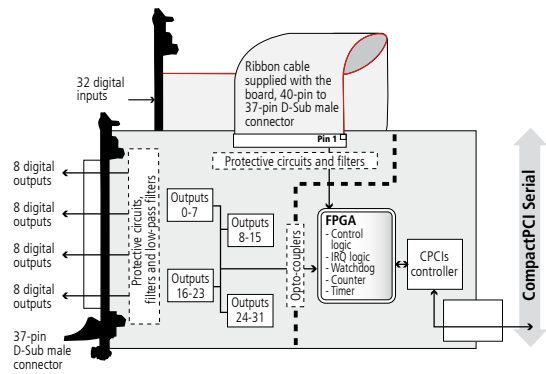 Ribbon cable
supplied with the
board, 40-pin to
37-pin D-Sub male
connector
32 digital
inputs
Pin 1
Protective circuits and filters
8 digital
outputs
8 digital
outputs
8 digital
outputs
8 digital
outputs
37-pin
D-Sub male
connector
Protective circuits,
filters and low-pass filters
Outputs
0-7
Outputs
8-15
Outputs
16-23
Outputs
24-31
Opto-couplers
FPGA
- Control
logic
- IRQ logic
- Watchdog
- Counter
- Timer
CPCIs
controller
CompactPCI Serial